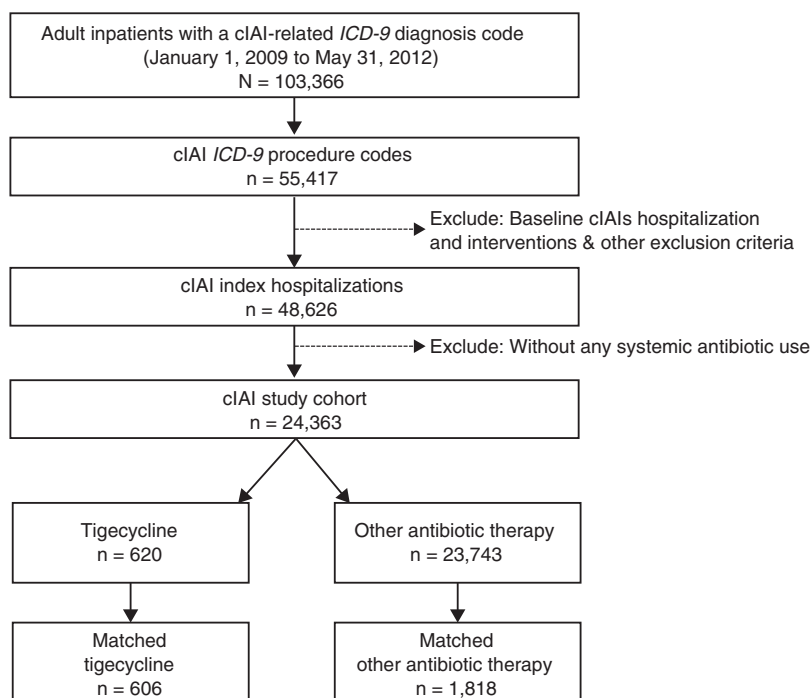 Adult inpatients with a cIAI-related ICD-9 diagnosis code
(January 1, 2009 to May 31, 2012)
N = 103,366
cIAI ICD-9 procedure codes
n = 55,417
Exclude: Baseline cIAIs hospitalization
and interventions & other exclusion criteria
cIAI index hospitalizations
n = 48,626
Exclude: Without any systemic antibiotic use
cIAI study cohort
n = 24,363
Tigecycline
n = 620
Other antibiotic therapy
n = 23,743
Matched
tigecycline
n = 606
Matched
other antibiotic therapy
n = 1,818